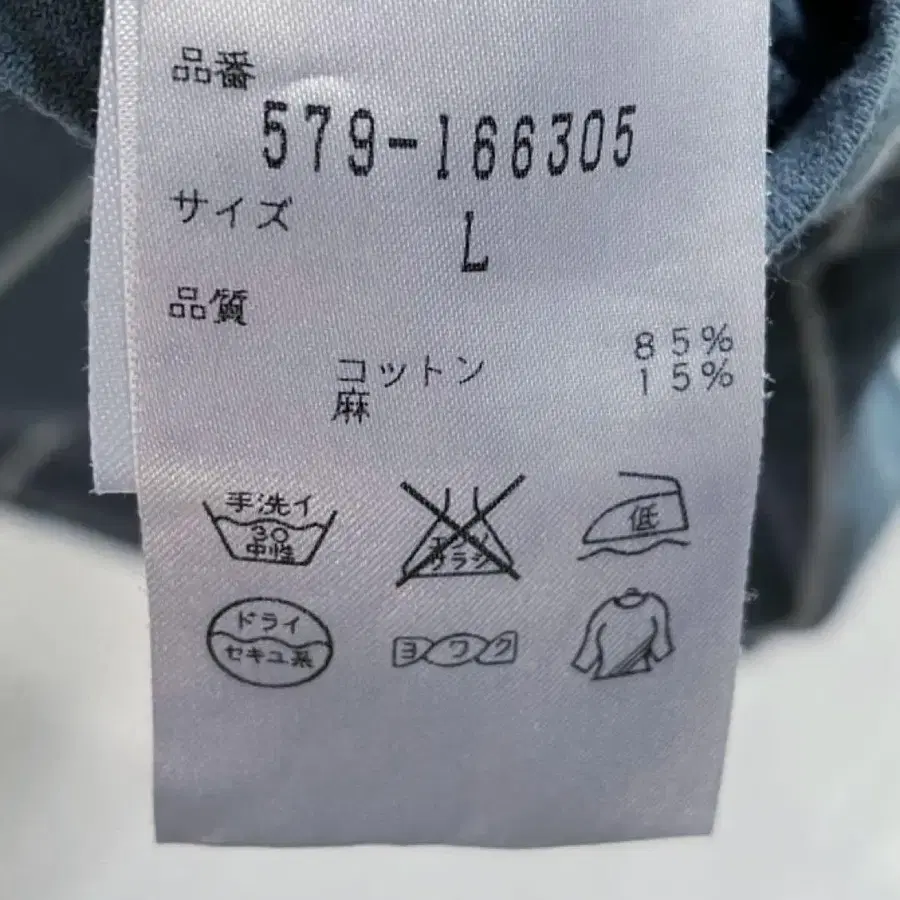 品番
579-166305
サイズ
L
品質
コットン 85%
麻 15%
手洗イ
30
中性
エンソ
サラシ
低
ドライ
セキユ系
ヨワク